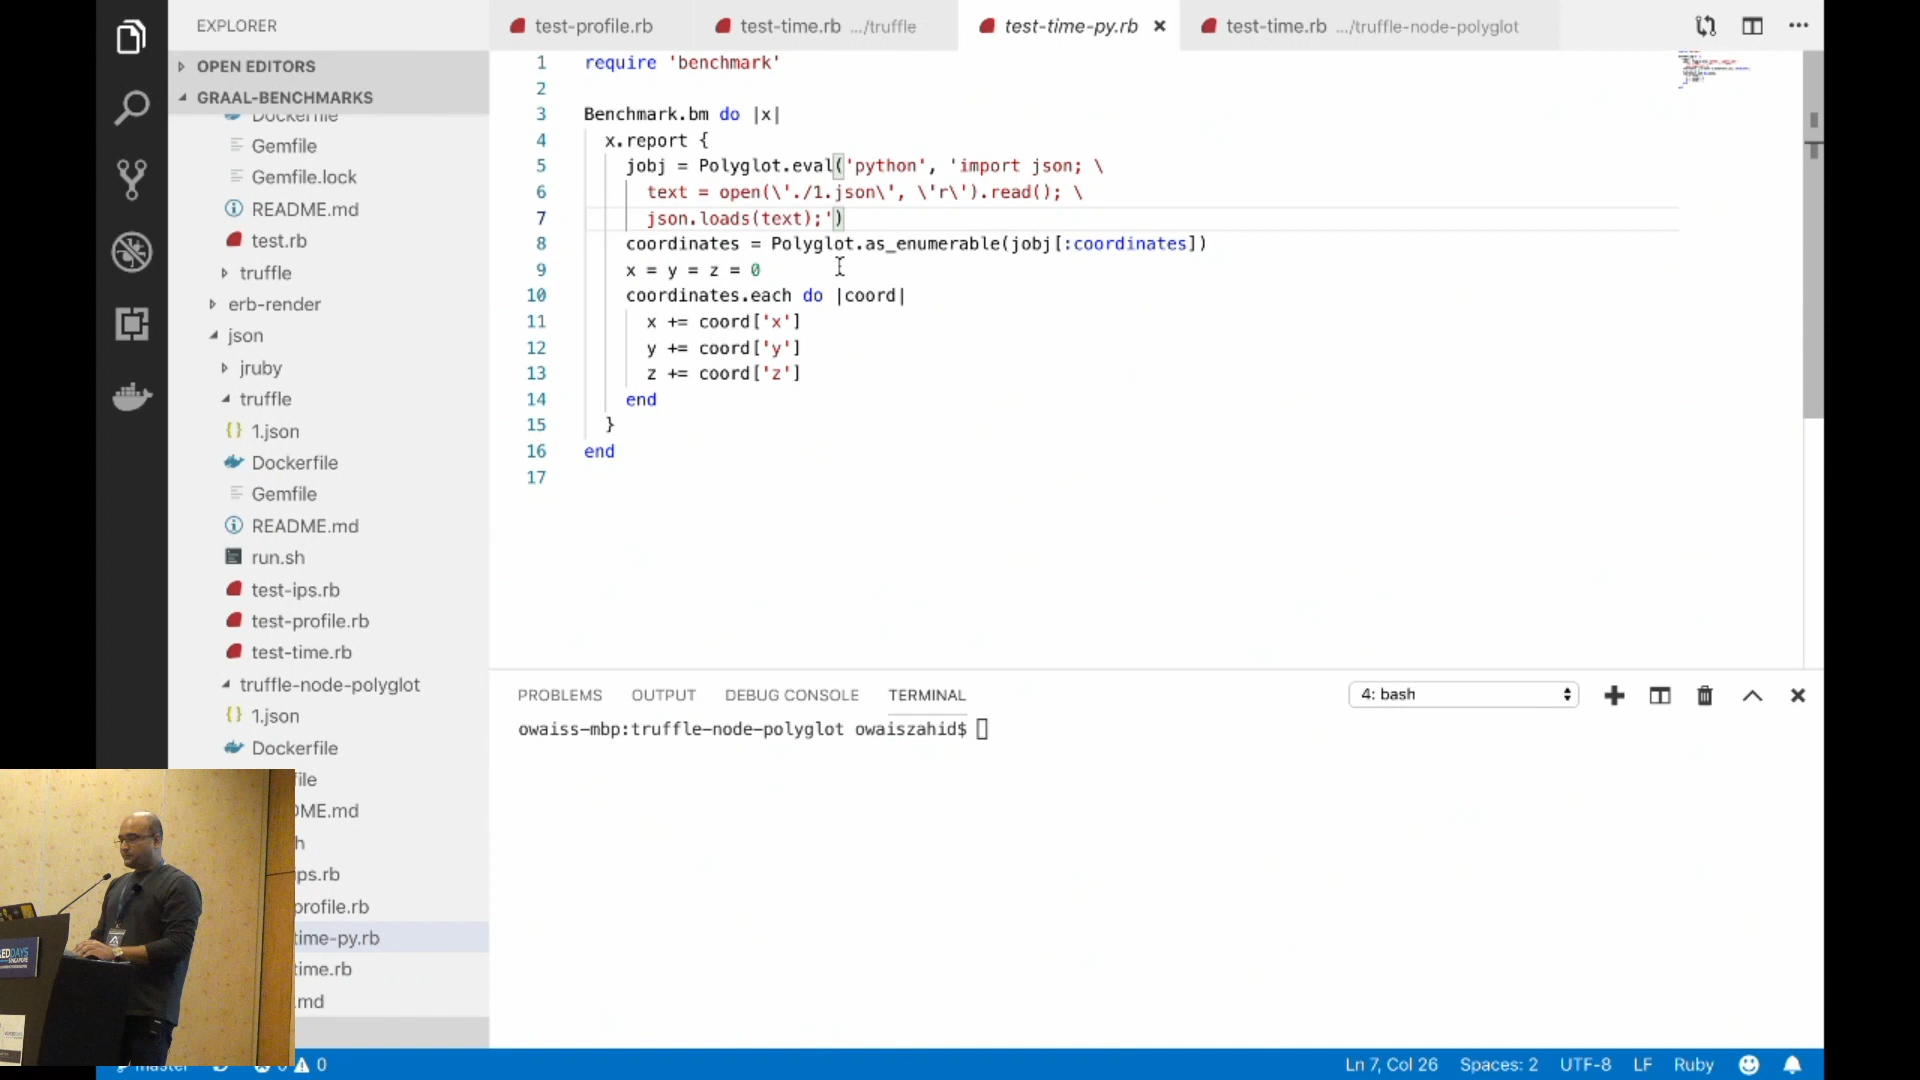 EXPLORER
OPEN EDITORS
GRAAL-BENCHMARKS
Dockerfile
Gemfile
Gemfile.lock
README.md
test.rb
truffle
erb-render
json
jruby
truffle
1.json
Dockerfile
Gemfile
README.md
run.sh
test-ips.rb
test-profile.rb
test-time.rb
truffle-node-polyglot
1.json
Dockerfile
file
ME.md
h
ps.rb
profile.rb
time-py.rb
time.rb
.md
test-profile.rb
test-time.rb .../truffle
test-time-py.rb
test-time.rb .../truffle-node-polyglot
1 require 'benchmark'
2
3 Benchmark.bm do |x|
4 x.report {
5 jobj = Polyglot.eval('python', 'import json; \
6 text = open(\'./1.json\', \'r\').read(); \
7 json.loads(text);')
8 coordinates = Polyglot.as_enumerable(jobj[:coordinates])
9 x = y = z = 0
10 coordinates.each do |coord|
11 x += coord['x']
12 y += coord['y']
13 z += coord['z']
14 end
15 }
16 end
17
PROBLEMS OUTPUT DEBUG CONSOLE TERMINAL
4: bash
owaiss-mbp:truffle-node-polyglot owaiszahid$
master 0 0
Ln 7, Col 26 Spaces: 2 UTF-8 LF Ruby